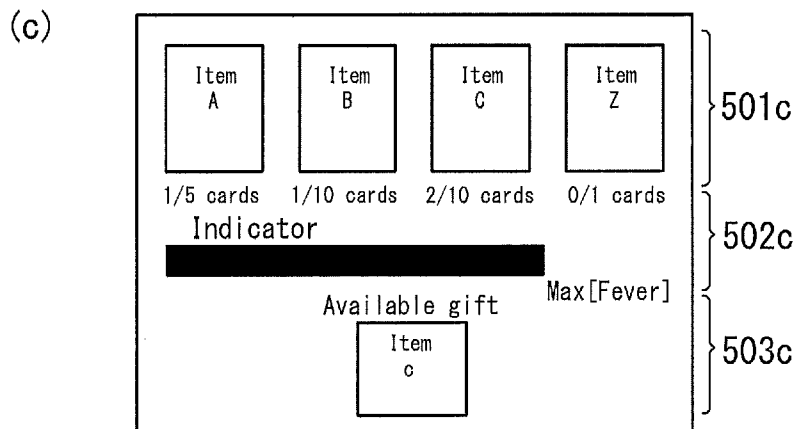 (c)
Item Item Item Item
A B C Z
501c
1/5 cards 1/10 cards 2/10 cards 0/1 cards
Indicator
502c
Max[Fever]
Available gift
Item
c
503c